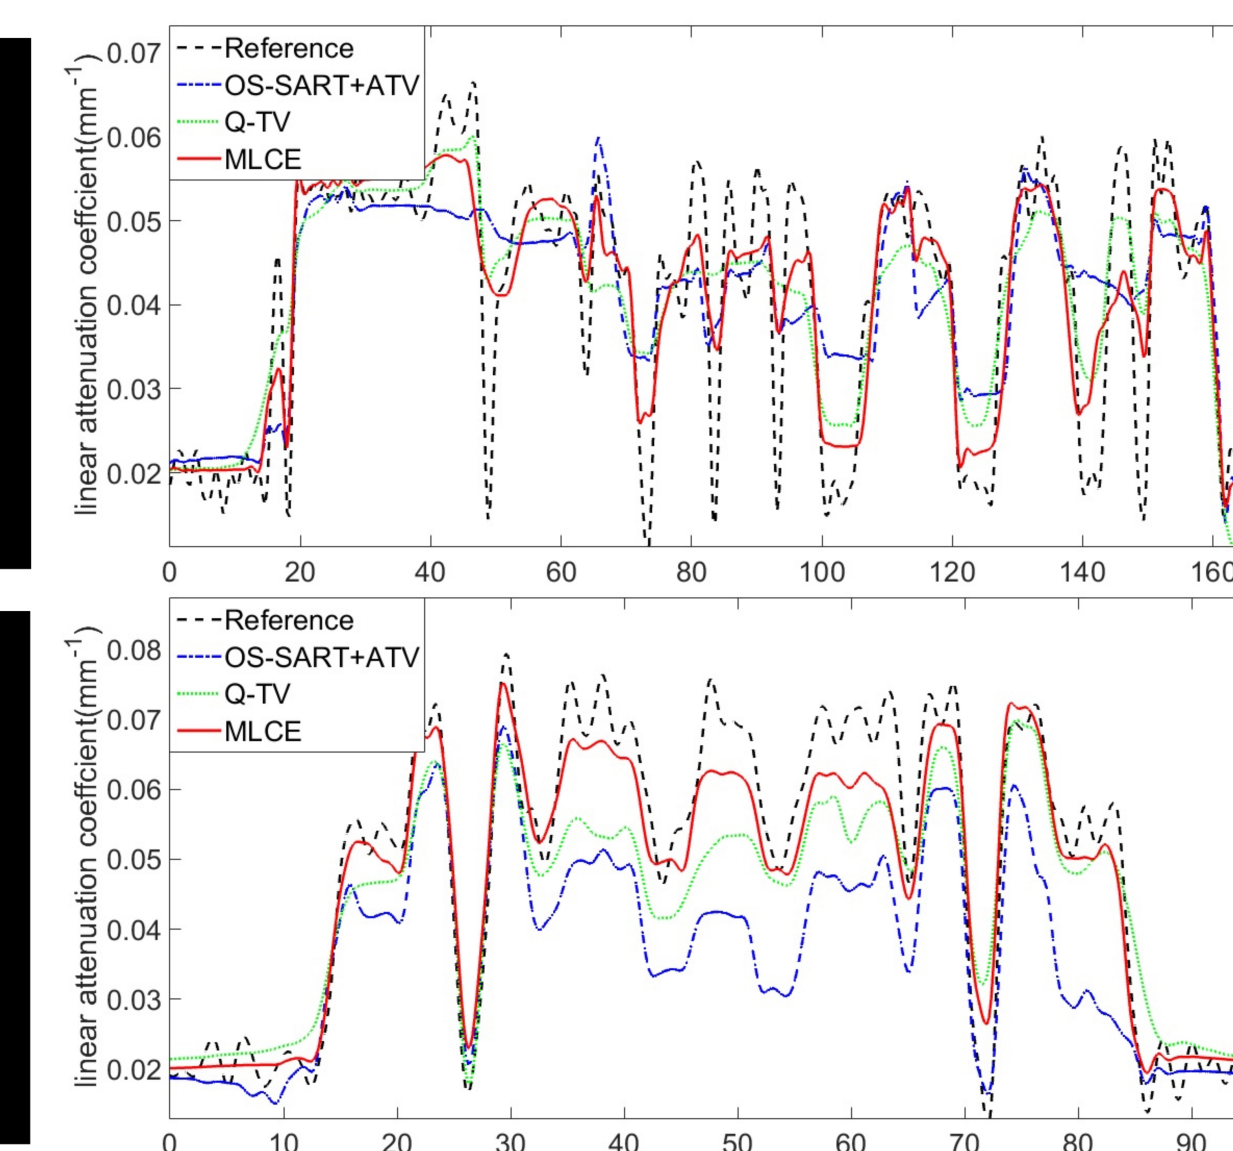 0.07
0.06
0.05
0.04
0.03
0.02
linear attenuation coeffcient(mm-1)
Reference
OS-SART+ATV
Q-TV
MLCE
0 20 40 60 80 100 120 140 160
0.08
0.07
0.06
0.05
0.04
0.03
0.02
linear attenuation coeffcient(mm-1)
Reference
OS-SART+ATV
Q-TV
MLCE
0 10 20 30 40 50 60 70 80 90